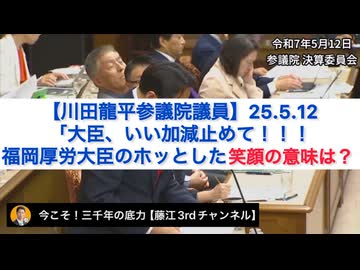 令和7年5月12日
参議院 決算委員会
【川田龍平参議院議員】25.5.12
「大臣、いい加減止めて！！！
福岡厚労大臣のホッとした笑顔の意味は？
今こそ！三千年の底力【藤江3rdチャンネル】